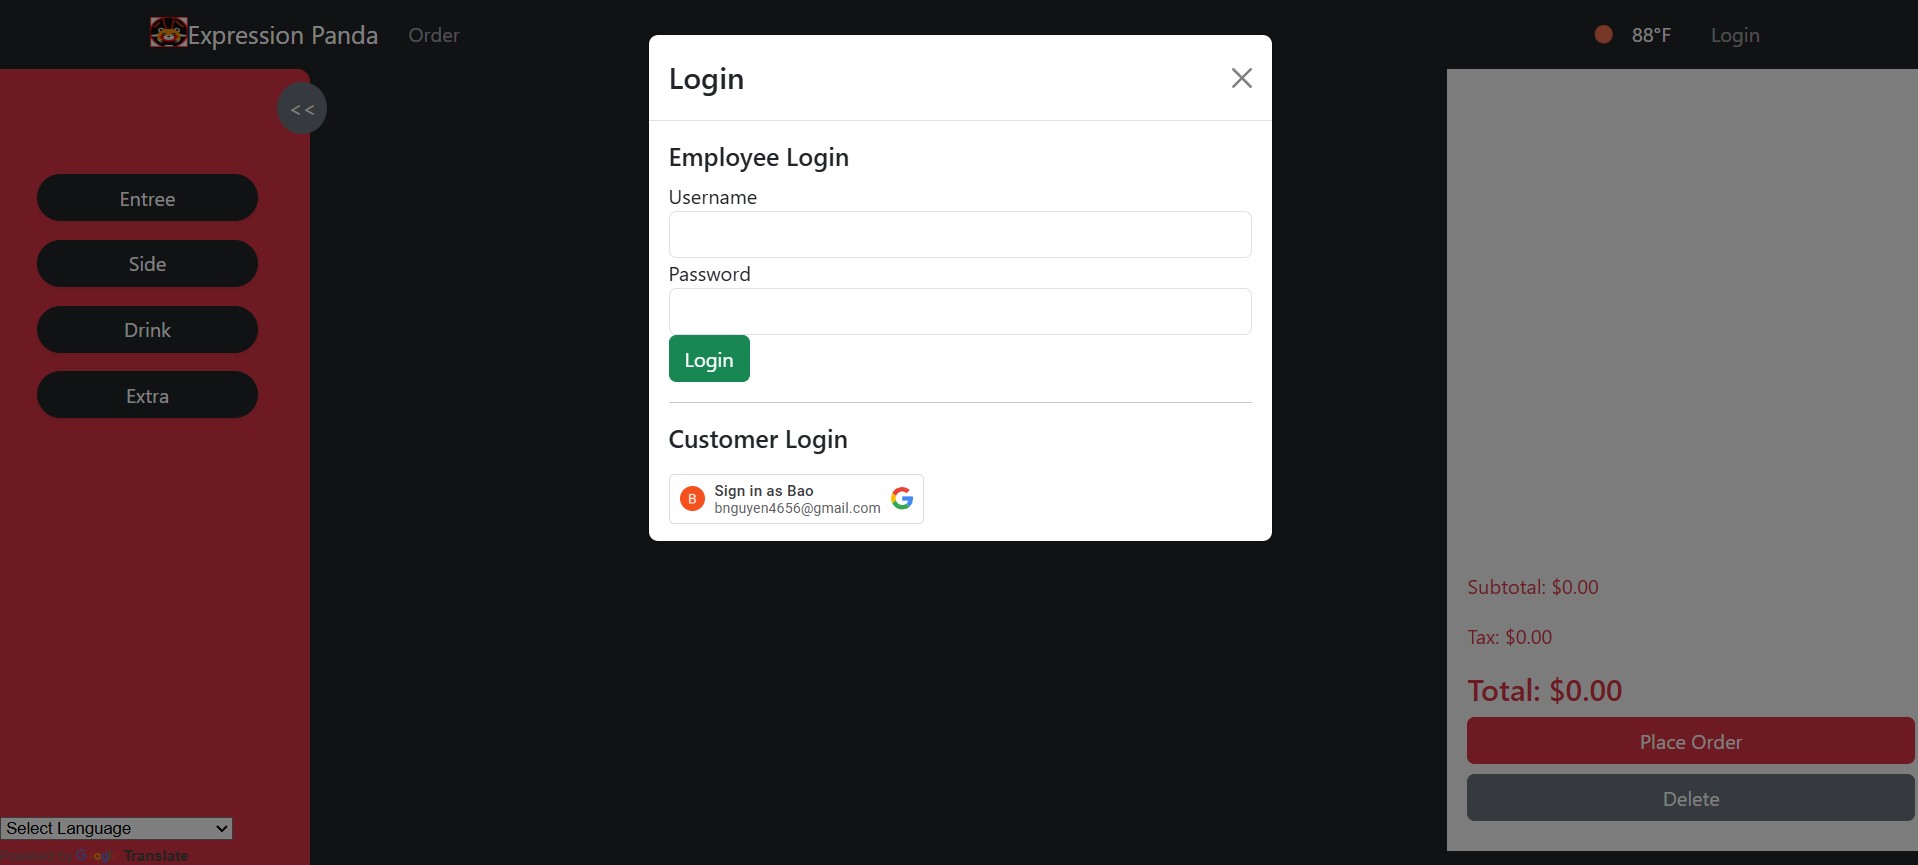 Expression Panda
Order
88°F
Login
<<
Entree
Side
Drink
Extra
Select Language
Translate
Login
Employee Login
Username
Password
Login
Customer Login
B
Sign in as Bao
bnguyen4656@gmail.com
G
Subtotal: $0.00
Tax: $0.00
Total: $0.00
Place Order
Delete